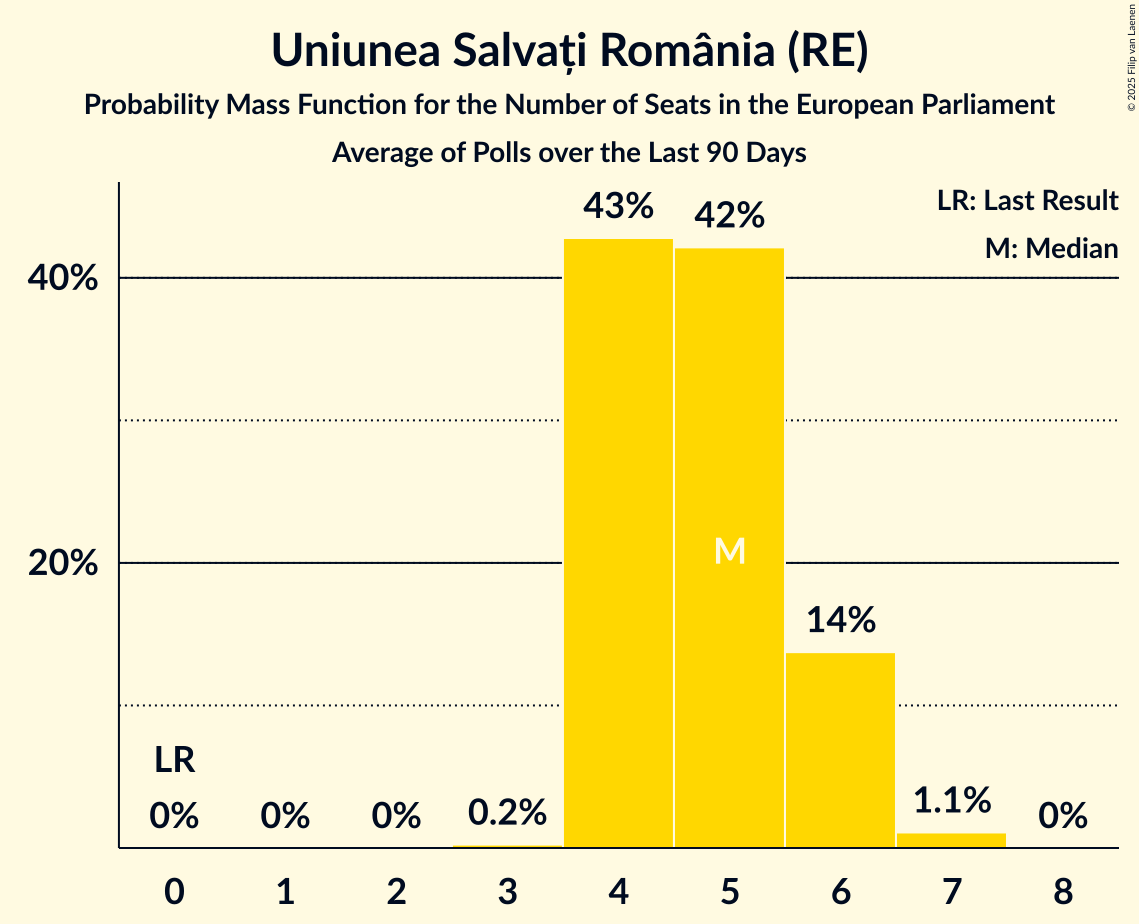 Uniunea Salvați România (RE)
Probability Mass Function for the Number of Seats in the European Parliament
Average of Polls over the Last 90 Days
© 2025 Filip van Laenen
LR: Last Result
M: Median
43%
42%
40%
M
20%
14%
LR
0%
0%
0%
0.2%
1.1%
0%
0
1
2
3
4
5
6
7
8